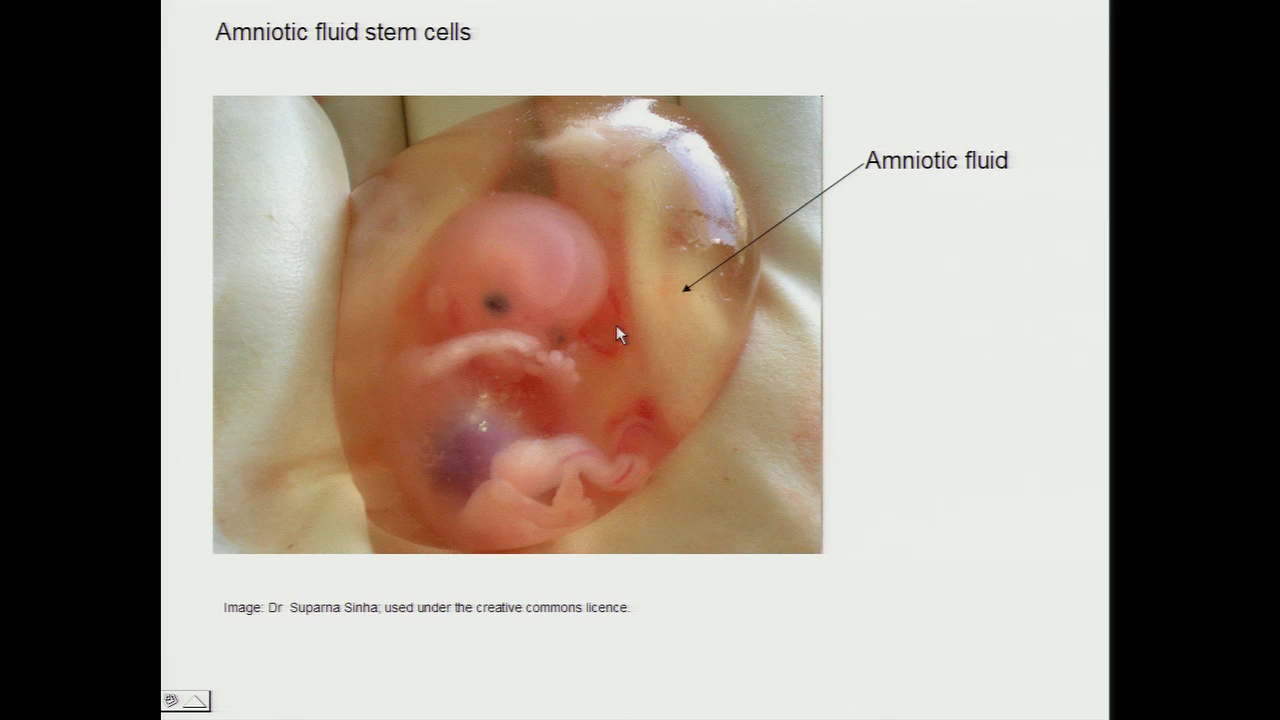 Amniotic fluid stem cells
Amniotic fluid
Image: Dr Suparna Sinha; used under the creative commons licence.